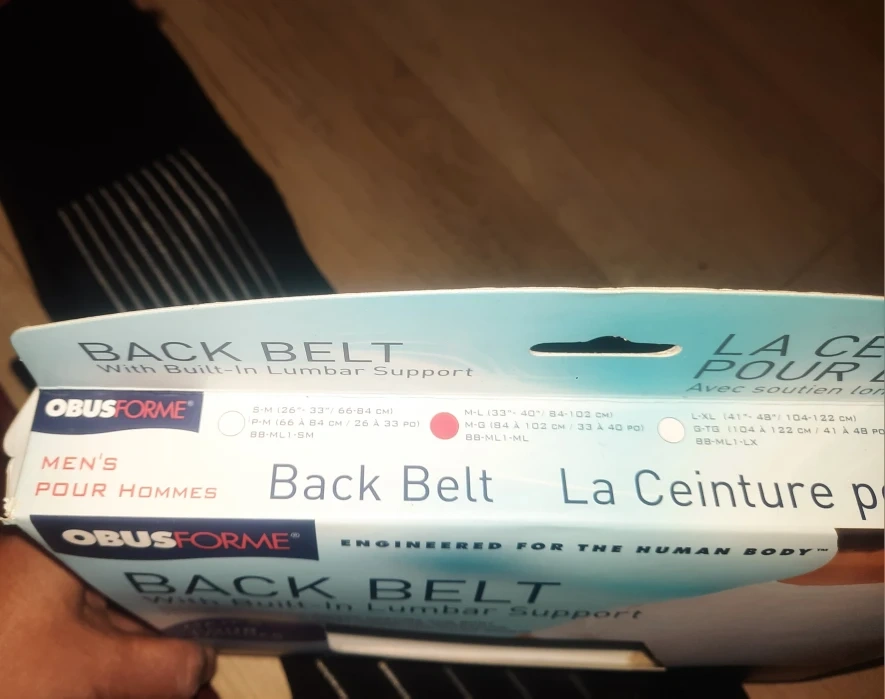 BACK BELT
With Built-In Lumbar Support
LA CE
POUR
Avec soutien lom
OBUSFORME®
S-M (26"- 33"/ 66-84 CM)
P-M (66 À 84 CM / 26 À 33 PO)
BB-ML1-SM
M-L (33"- 40"/ 84-102 CM)
M-G (84 À 102 CM / 33 À 40 PO)
BB-ML1-ML
L-XL (41"- 48"/ 104-122 CM)
G-TG (104 À 122 CM / 41 À 48 PO
BB-ML1-LX
MEN'S
POUR HOMMES
Back Belt
La Ceinture p
OBUSFORME®
ENGINEERED FOR THE HUMAN BODY™
BACK BELT
With Built-In Lumbar Support